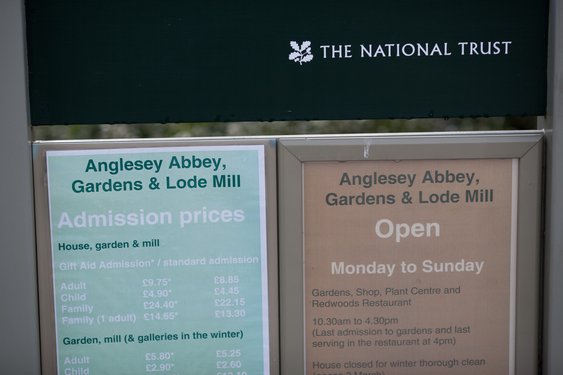 THE NATIONAL TRUST
Anglesey Abbey,
Gardens & Lode Mill
Admission prices
House, garden & mill
Gift Aid Admission* / standard admission
Adult £9.75* £8.85
Child £4.90* £4.45
Family £24.40* £22.15
Family (1 adult) £14.65* £13.30
Garden, mill (& galleries in the winter)
Adult £5.80* £5.25
Child £2.90* £2.60
Anglesey Abbey,
Gardens & Lode Mill
Open
Monday to Sunday
Gardens, Shop, Plant Centre and
Redwoods Restaurant
10.30am to 4.30pm
(Last admission to gardens and last
serving in the restaurant at 4pm)
House closed for winter thorough clean